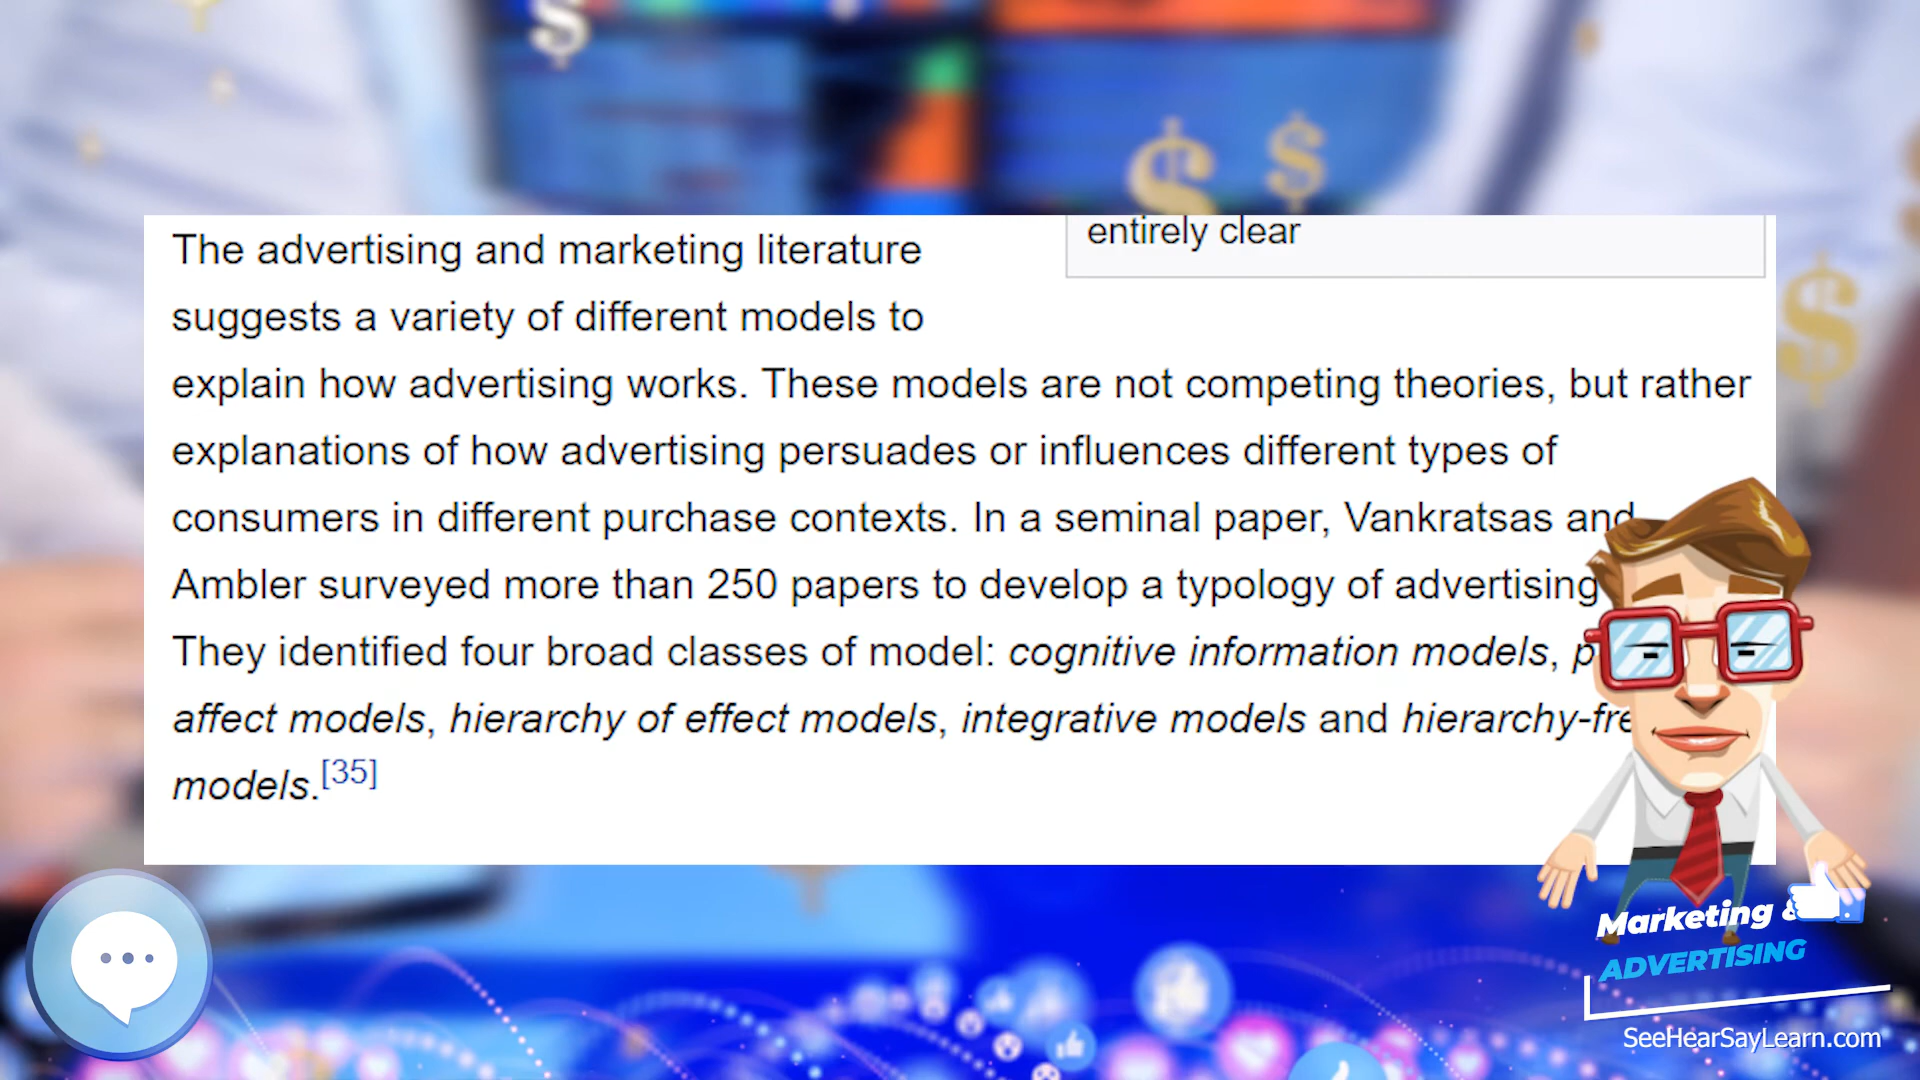 entirely clear
The advertising and marketing literature
suggests a variety of different models to
explain how advertising works. These models are not competing theories, but rather
explanations of how advertising persuades or influences different types of
consumers in different purchase contexts. In a seminal paper, Vankratsas and
Ambler surveyed more than 250 papers to develop a typology of advertising
They identified four broad classes of model: cognitive information models,
affect models, hierarchy of effect models, integrative models and
models.[35]
Marketing &
ADVERTISING
SeeHearSayLearn.com